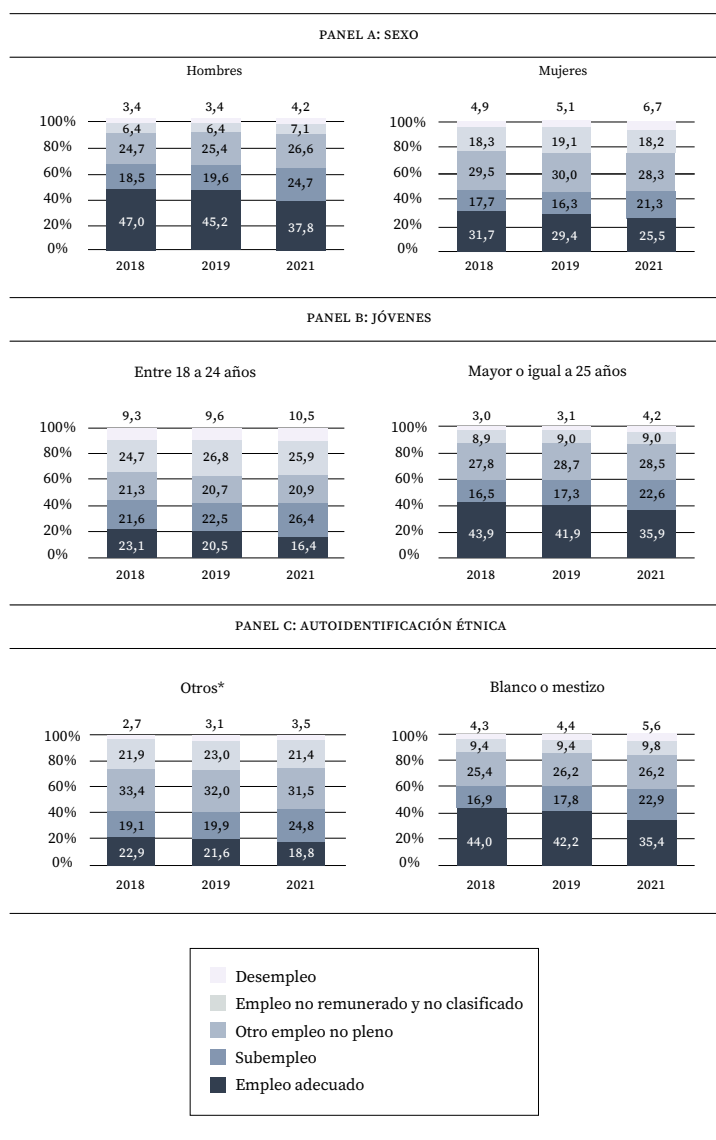 PANEL A: SEXO
Hombres
3,4 3,4 4,2
100%
6,4 6,4 7,1
80%
24,7 25,4 26,6
60%
18,5 19,6 24,7
40%
20%
47,0 45,2 37,8
0%
2018 2019 2021
Mujeres
4,9 5,1 6,7
100%
18,3 19,1 18,2
80%
29,5 30,0 28,3
60%
40%
17,7 16,3 21,3
20%
31,7 29,4 25,5
0%
2018 2019 2021
PANEL B: JÓVENES
Entre 18 a 24 años
9,3 9,6 10,5
100%
80%
24,7 26,8 25,9
60%
21,3 20,7 20,9
40%
21,6 22,5 26,4
20%
23,1 20,5 16,4
0%
2018 2019 2021
Mayor o igual a 25 años
3,0 3,1 4,2
100%
8,9 9,0 9,0
80%
27,8 28,7 28,5
60%
16,5 17,3 22,6
40%
20%
43,9 41,9 35,9
0%
2018 2019 2021
PANEL C: AUTOIDENTIFICACIÓN ÉTNICA
Otros*
2,7 3,1 3,5
100%
21,9 23,0 21,4
80%
60%
33,4 32,0 31,5
40%
19,1 19,9 24,8
20%
22,9 21,6 18,8
0%
2018 2019 2021
Blanco o mestizo
4,3 4,4 5,6
100%
9,4 9,4 9,8
80%
25,4 26,2 26,2
60%
16,9 17,8 22,9
40%
20%
44,0 42,2 35,4
0%
2018 2019 2021
Desempleo
Empleo no remunerado y no clasificado
Otro empleo no pleno
Subempleo
Empleo adecuado